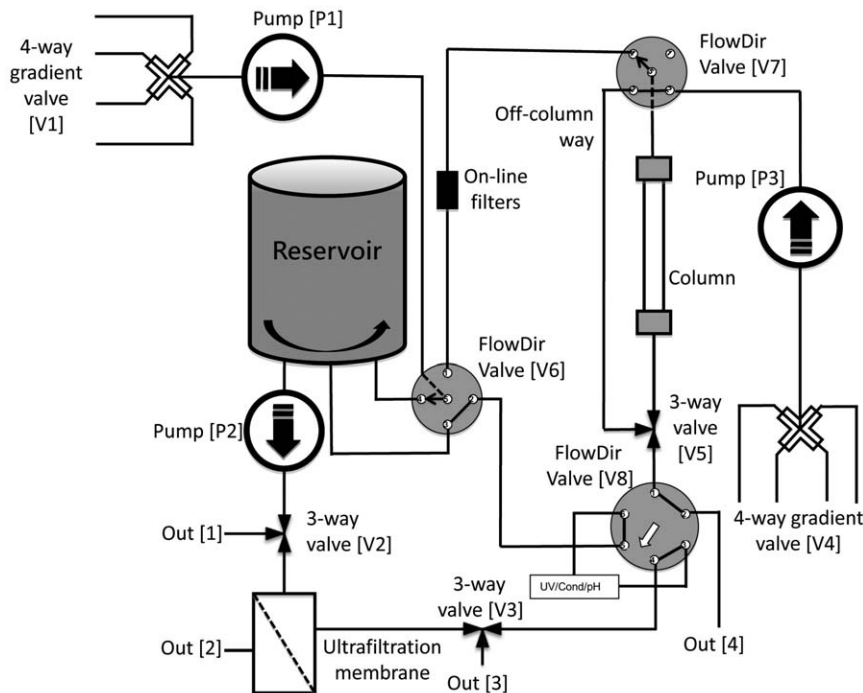 Pump [P1]
4-way
gradient
valve
[V1]
FlowDir
Valve [V7]
Off-column
way
On-line
filters
Pump [P3]
Reservoir
Column
FlowDir
Valve [V6]
Pump [P2]
3-way
valve
[V5]
FlowDir
Valve [V8]
4-way gradient
valve [V4]
Out [1]
3-way
valve [V2]
UV/Cond/pH
3-way
valve [V3]
Out [2]
Ultrafiltration
membrane
Out [3]
Out [4]